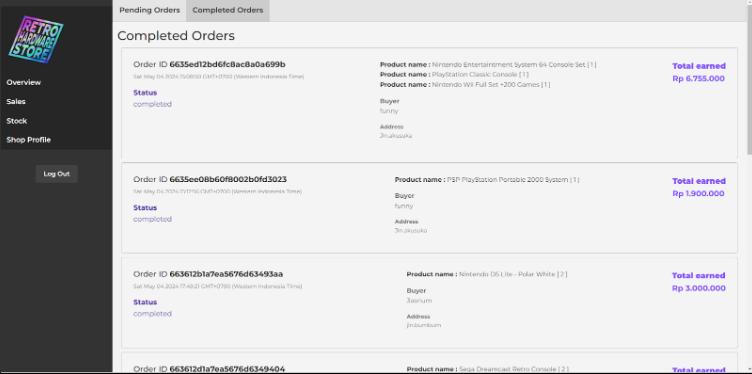 RETRO
HARDWARE
STORE
Overview
Sales
Stock
Shop Profile
Log Out
Pending Orders
Completed Orders
Completed Orders
Order ID 6635ed12bd6fc8ac8a0a699b
Sat May 04 2024 15:08:50 GMT+0700 (Western Indonesia Time)
Status
completed
Product name : Nintendo Entertaintment System 64 Console Set [ 1 ]
Product name : PlayStation Classic Console [ 1 ]
Product name : Nintendo Wii Full Set +200 Games [ 1 ]
Buyer
funny
Address
Jln.akusuka
Total earned
Rp 6.755.000
Order ID 6635ee08b60f8002b0fd3023
Sat May 04 2024 15:12:56 GMT+0700 (Western Indonesia Time)
Status
completed
Product name : PSP PlayStation Portable 2000 System [ 1 ]
Buyer
funny
Address
Jln.akusuka
Total earned
Rp 1.900.000
Order ID 663612b1a7ea5676d63493aa
Sat May 04 2024 17:49:21 GMT+0700 (Western Indonesia Time)
Status
completed
Product name : Nintendo DS Lite - Polar White [ 2 ]
Buyer
3asnum
Address
jln.bumbum
Total earned
Rp 3.000.000
Order ID 663612d1a7ea5676d6349404
Product name : Sega Dreamcast Retro Console [ 2 ]
Total earned